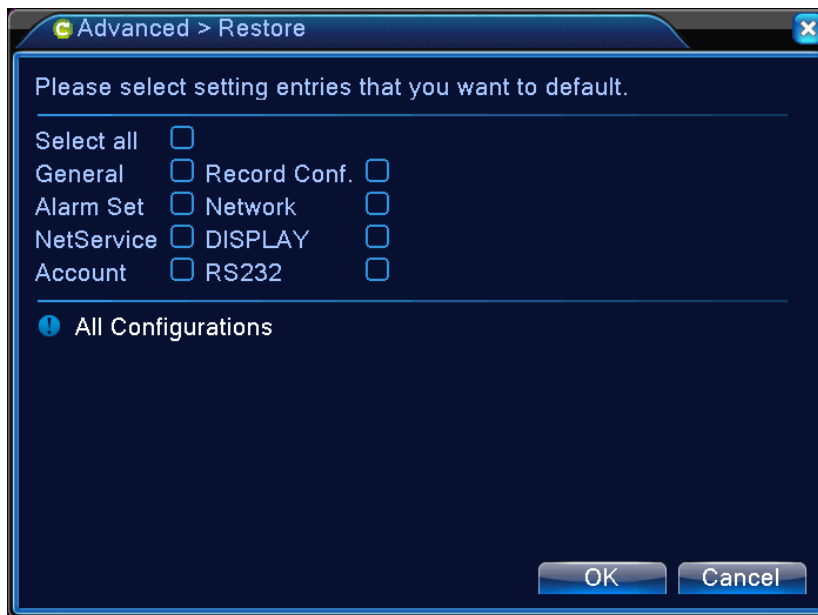 Advanced > Restore
Please select setting entries that you want to default.
Select all
General Record Conf.
Alarm Set Network
NetService DISPLAY
Account RS232
All Configurations
OK Cancel